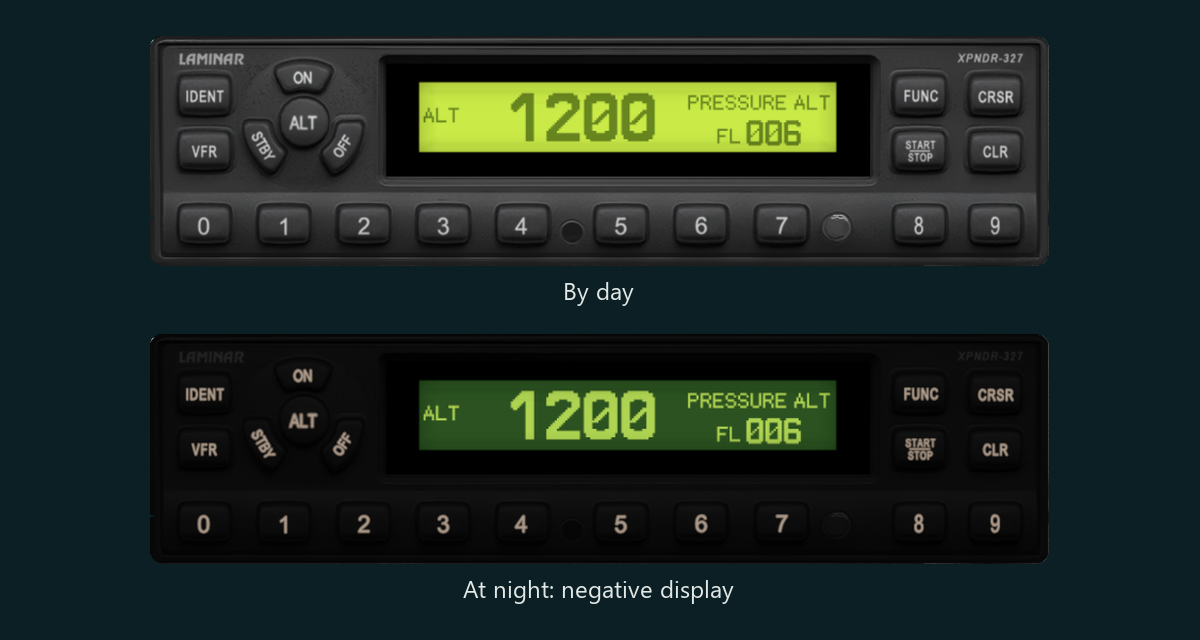 LAMINAR XPNDR-327
ON
IDENT FUNC CRSR
ALT
ALT 1200 PRESSURE ALT
FL 006
VFR STBY OFF START STOP CLR
0 1 2 3 4 5 6 7 8 9
By day
LAMINAR XPNDR-327
ON
IDENT FUNC CRSR
ALT
ALT 1200 PRESSURE ALT
FL 006
VFR STBY OFF START STOP CLR
0 1 2 3 4 5 6 7 8 9
At night: negative display